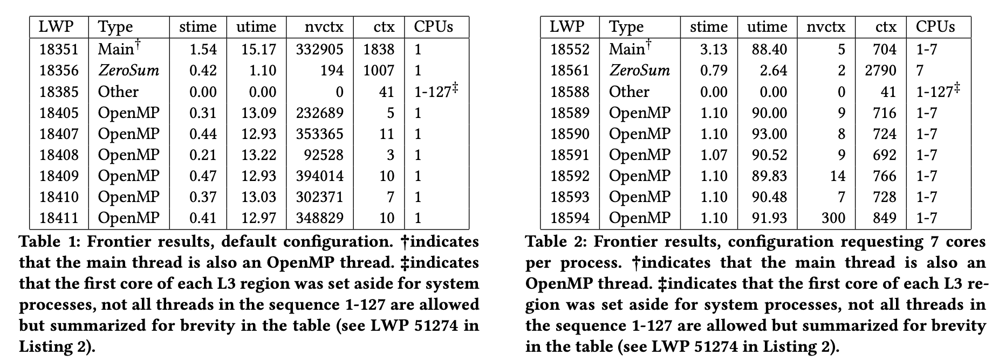 LWP Type stime utime nvctx ctx CPUs
18351 Main† 1.54 15.17 332905 1838 1
18356 ZeroSum 0.42 1.10 194 1007 1
18385 Other 0.00 0.00 0 41 1-127‡
18405 OpenMP 0.31 13.09 232689 5 1
18407 OpenMP 0.44 12.93 353365 11 1
18408 OpenMP 0.21 13.22 92528 3 1
18409 OpenMP 0.47 12.93 394014 10 1
18410 OpenMP 0.37 13.03 302371 7 1
18411 OpenMP 0.41 12.97 348829 10 1
Table 1: Frontier results, default configuration. †indicates
that the main thread is also an OpenMP thread. ‡indicates
that the first core of each L3 region was set aside for system
processes, not all threads in the sequence 1-127 are allowed
but summarized for brevity in the table (see LWP 51274 in
Listing 2).
LWP Type stime utime nvctx ctx CPUs
18552 Main† 3.13 88.40 5 704 1-7
18561 ZeroSum 0.79 2.64 2 2790 7
18588 Other 0.00 0.00 0 41 1-127‡
18589 OpenMP 1.10 90.00 9 716 1-7
18590 OpenMP 1.10 93.00 8 724 1-7
18591 OpenMP 1.07 90.52 9 692 1-7
18592 OpenMP 1.10 89.83 14 766 1-7
18593 OpenMP 1.10 90.48 7 728 1-7
18594 OpenMP 1.10 91.93 300 849 1-7
Table 2: Frontier results, configuration requesting 7 cores
per process. †indicates that the main thread is also an
OpenMP thread. ‡indicates that the first core of each L3 re-
gion was set aside for system processes, not all threads in
the sequence 1-127 are allowed but summarized for brevity
in the table (see LWP 51274 in Listing 2).